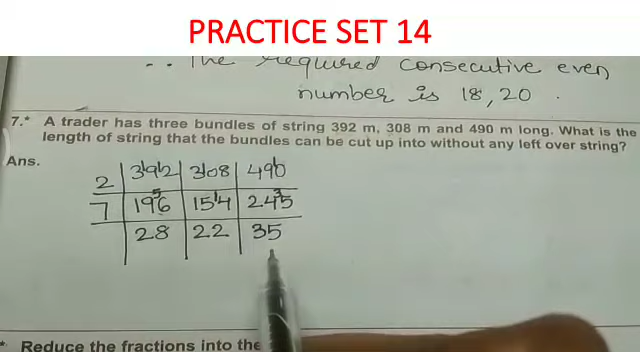 PRACTICE SET 14
∴ The required consecutive even
number is 18, 20.
7.* A trader has three bundles of string 392 m, 308 m and 490 m long. What is the
length of string that the bundles can be cut up into without any left over string?
Ans.
2 | 392 | 308 | 490
7 | 196 | 154 | 245
| 28 | 22 | 35
* Reduce the fractions into the